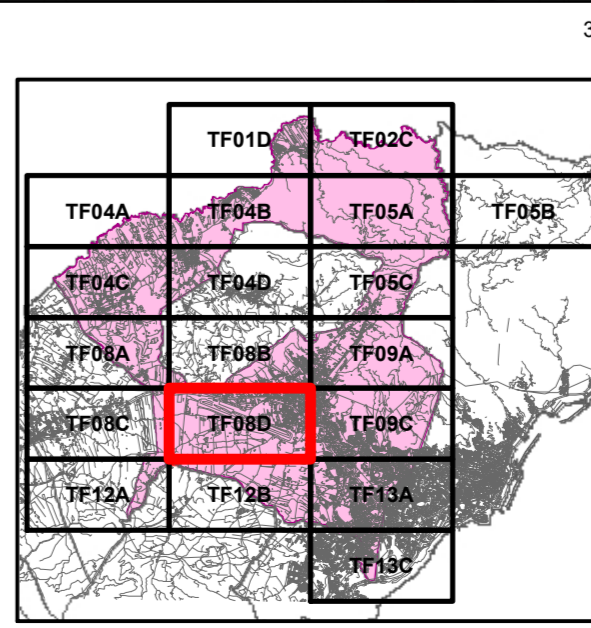 3
TF01D TF02C
TF04A TF04B TF05A TF05B
TF04C TF04D TF05C
TF08A TF08B TF09A
TF08C TF08D TF09C
TF12A TF12B TF13A
TF13C